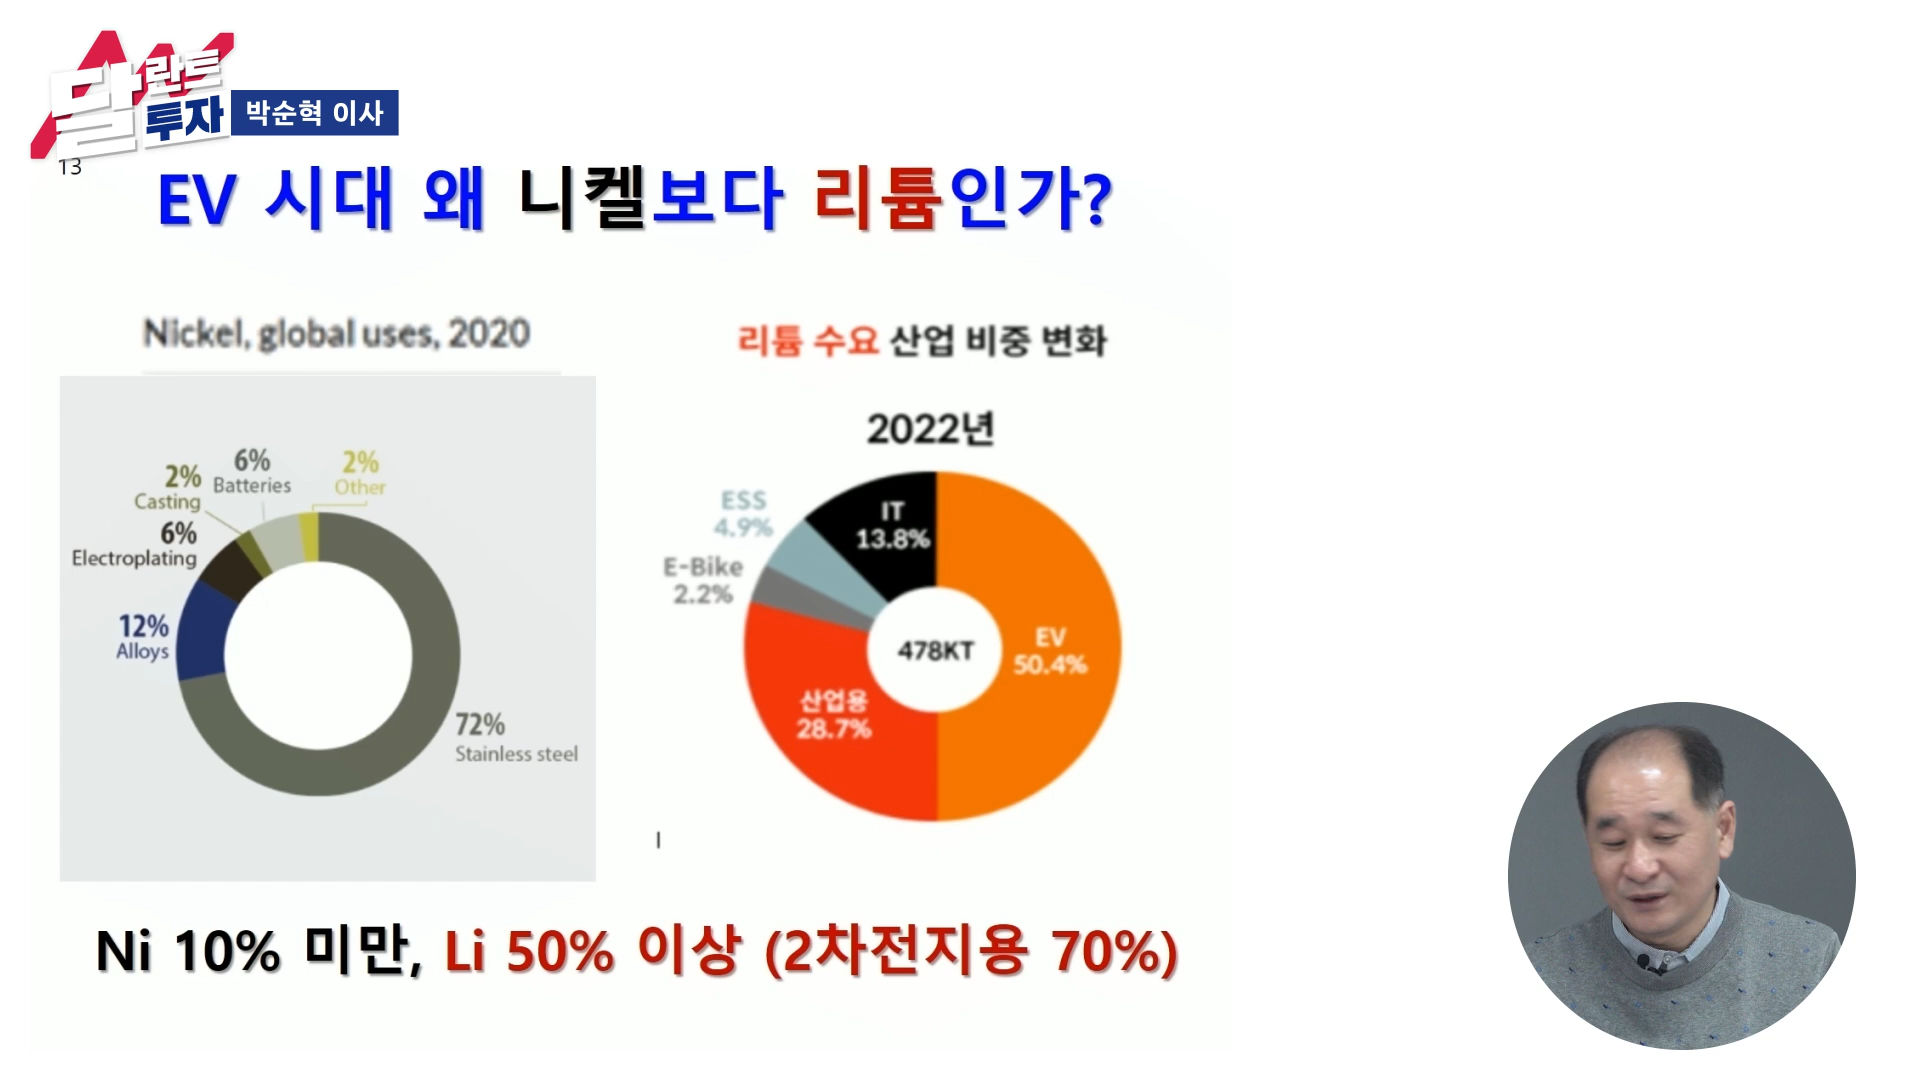 달란트
투자
박순혁 이사
13
EV 시대 왜 니켈보다 리튬인가?
Nickel, global uses, 2020
2%
Casting
6%
Batteries
2%
Other
6%
Electroplating
12%
Alloys
72%
Stainless steel
리튬 수요 산업 비중 변화
2022년
ESS
4.9%
IT
13.8%
E-Bike
2.2%
478KT
EV
50.4%
산업용
28.7%
Ni 10% 미만, Li 50% 이상 (2차전지용 70%)